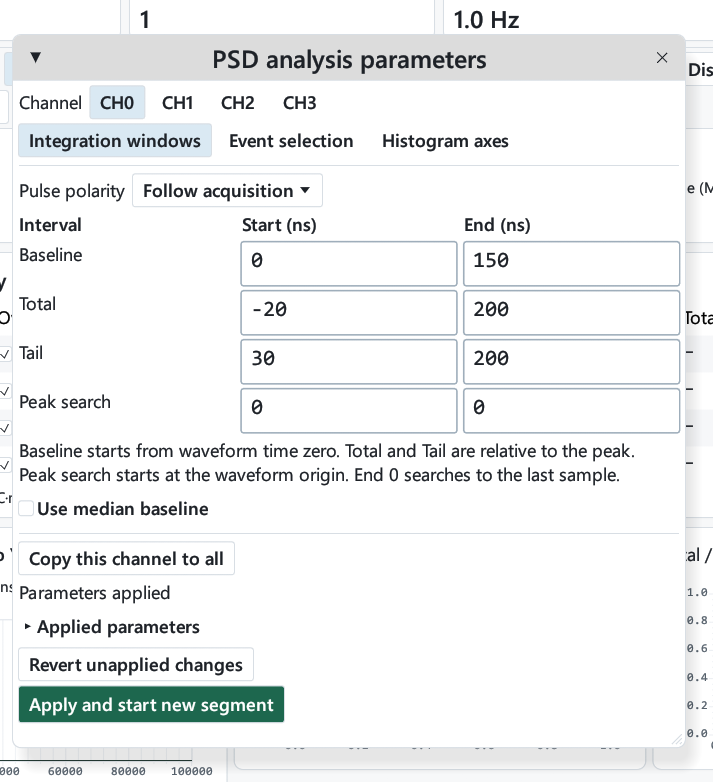 1
1.0 Hz
▼ PSD analysis parameters ×
Dis
Channel CH0 CH1 CH2 CH3
Integration windows Event selection Histogram axes
Pulse polarity Follow acquisition ▼
e (M
Interval Start (ns) End (ns)
Baseline 0 150
Total -20 200
Tota
Tail 30 200
Peak search 0 0
Baseline starts from waveform time zero. Total and Tail are relative to the peak.
Peak search starts at the waveform origin. End 0 searches to the last sample.
Use median baseline
Copy this channel to all
al /
Parameters applied
1.0
0.8
Applied parameters
0.6
Revert unapplied changes
0.4
Apply and start new segment
0.2
0.0
000 60000 80000 100000